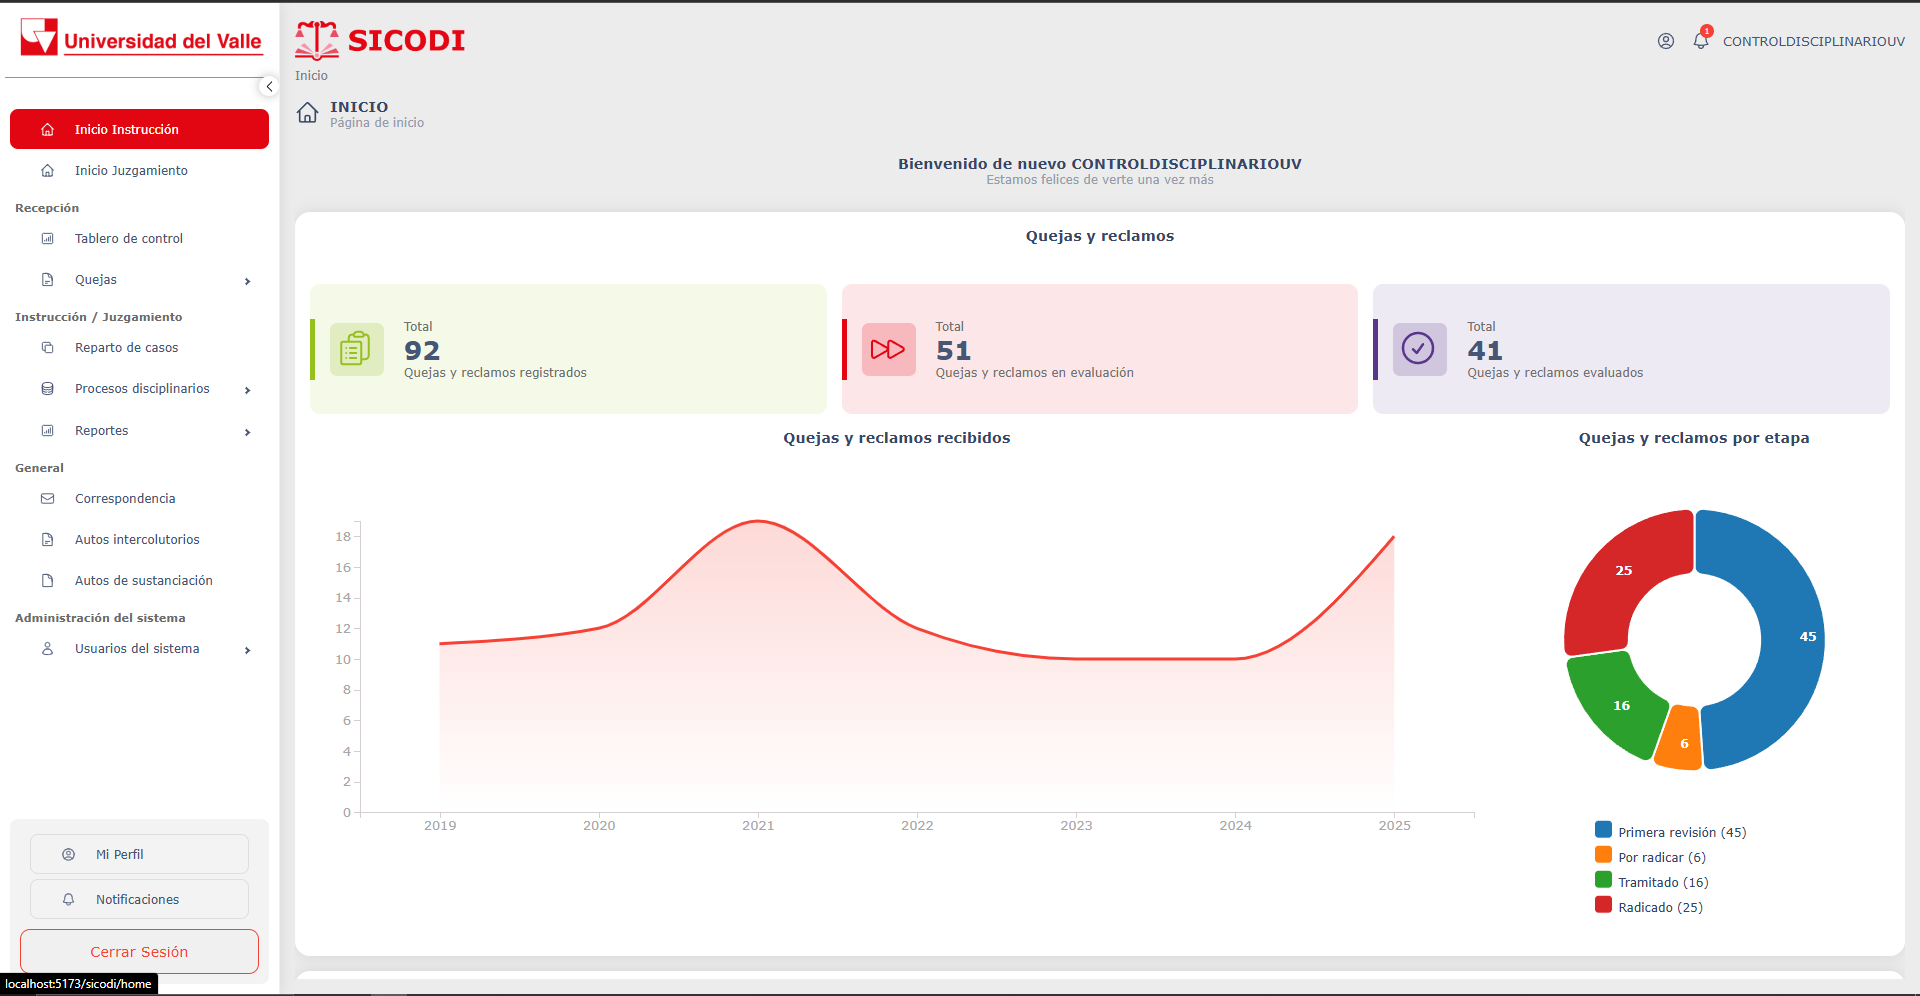 Universidad del Valle
SICODI
1
CONTROLDISCIPLINARIOUV
Inicio
INICIO
Página de inicio
Inicio Instrucción
Inicio Juzgamiento
Recepción
Tablero de control
Quejas
Instrucción / Juzgamiento
Reparto de casos
Procesos disciplinarios
Reportes
General
Correspondencia
Autos intercolutorios
Autos de sustanciación
Administración del sistema
Usuarios del sistema
Mi Perfil
Notificaciones
Cerrar Sesión
localhost:5173/sicodi/home
Bienvenido de nuevo CONTROLDISCIPLINARIOUV
Estamos felices de verte una vez más
Quejas y reclamos
Total
92
Quejas y reclamos registrados
Total
51
Quejas y reclamos en evaluación
Total
41
Quejas y reclamos evaluados
Quejas y reclamos recibidos
18
16
14
12
10
8
6
4
2
0
2019 2020 2021 2022 2023 2024 2025
Quejas y reclamos por etapa
25
45
16
6
Primera revisión (45)
Por radicar (6)
Tramitado (16)
Radicado (25)